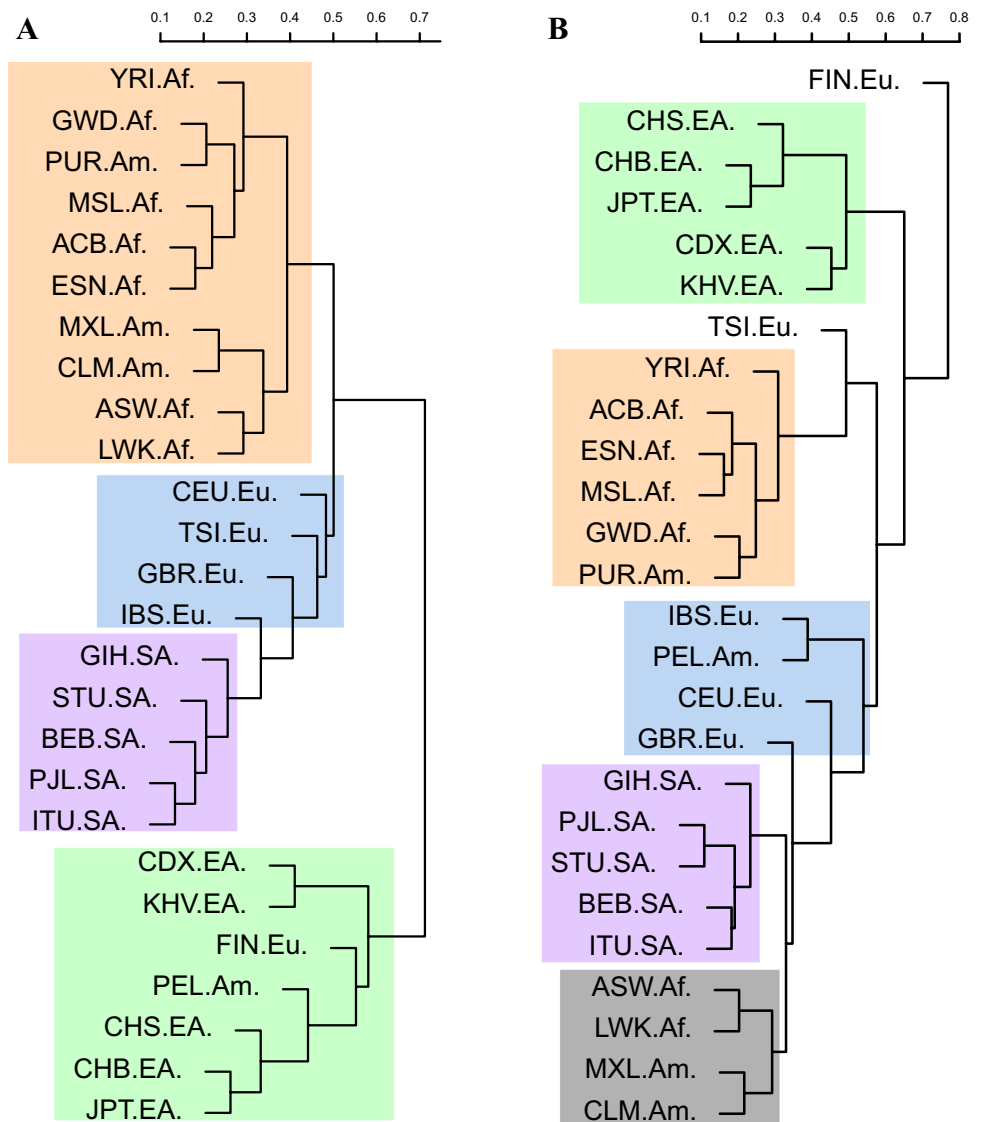 A
0.1 0.2 0.3 0.4 0.5 0.6 0.7
YRI.Af.
GWD.Af.
PUR.Am.
MSL.Af.
ACB.Af.
ESN.Af.
MXL.Am.
CLM.Am.
ASW.Af.
LWK.Af.
CEU.Eu.
TSI.Eu.
GBR.Eu.
IBS.Eu.
GIH.SA.
STU.SA.
BEB.SA.
PJL.SA.
ITU.SA.
CDX.EA.
KHV.EA.
FIN.Eu.
PEL.Am.
CHS.EA.
CHB.EA.
JPT.EA.
B
0.1 0.2 0.3 0.4 0.5 0.6 0.7 0.8
FIN.Eu.
CHS.EA.
CHB.EA.
JPT.EA.
CDX.EA.
KHV.EA.
TSI.Eu.
YRI.Af.
ACB.Af.
ESN.Af.
MSL.Af.
GWD.Af.
PUR.Am.
IBS.Eu.
PEL.Am.
CEU.Eu.
GBR.Eu.
GIH.SA.
PJL.SA.
STU.SA.
BEB.SA.
ITU.SA.
ASW.Af.
LWK.Af.
MXL.Am.
CLM.Am.